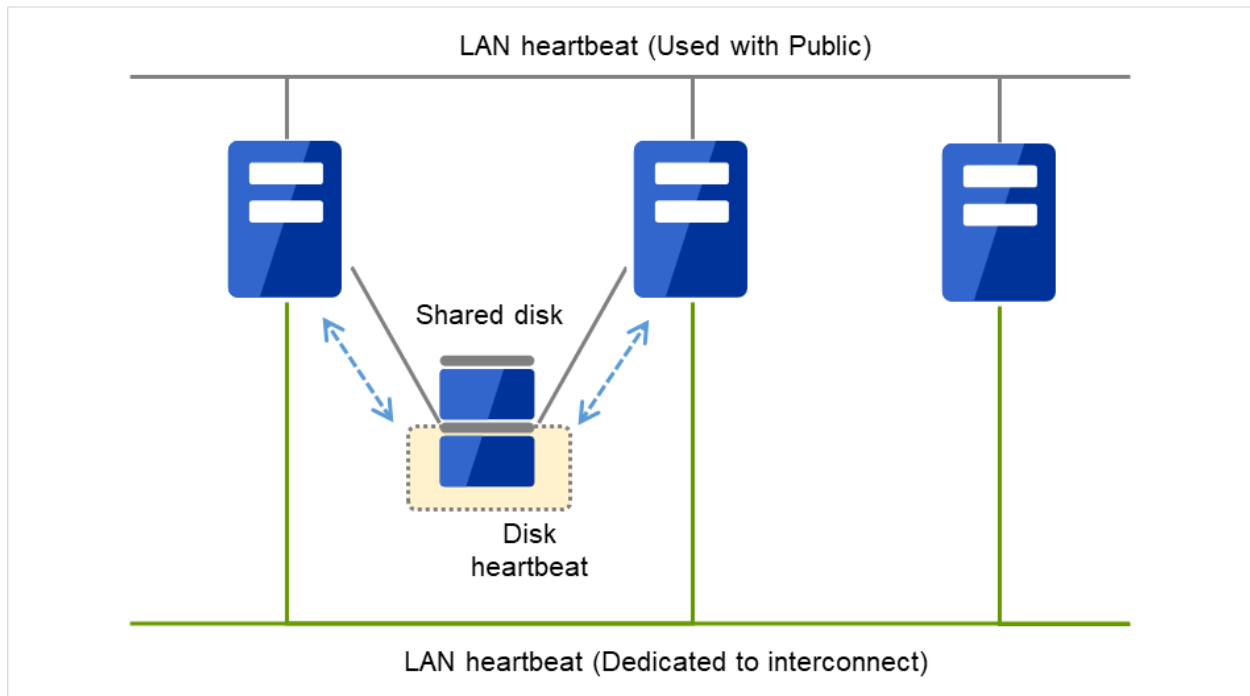 LAN heartbeat (Used with Public)
Shared disk
Disk
heartbeat
LAN heartbeat (Dedicated to interconnect)